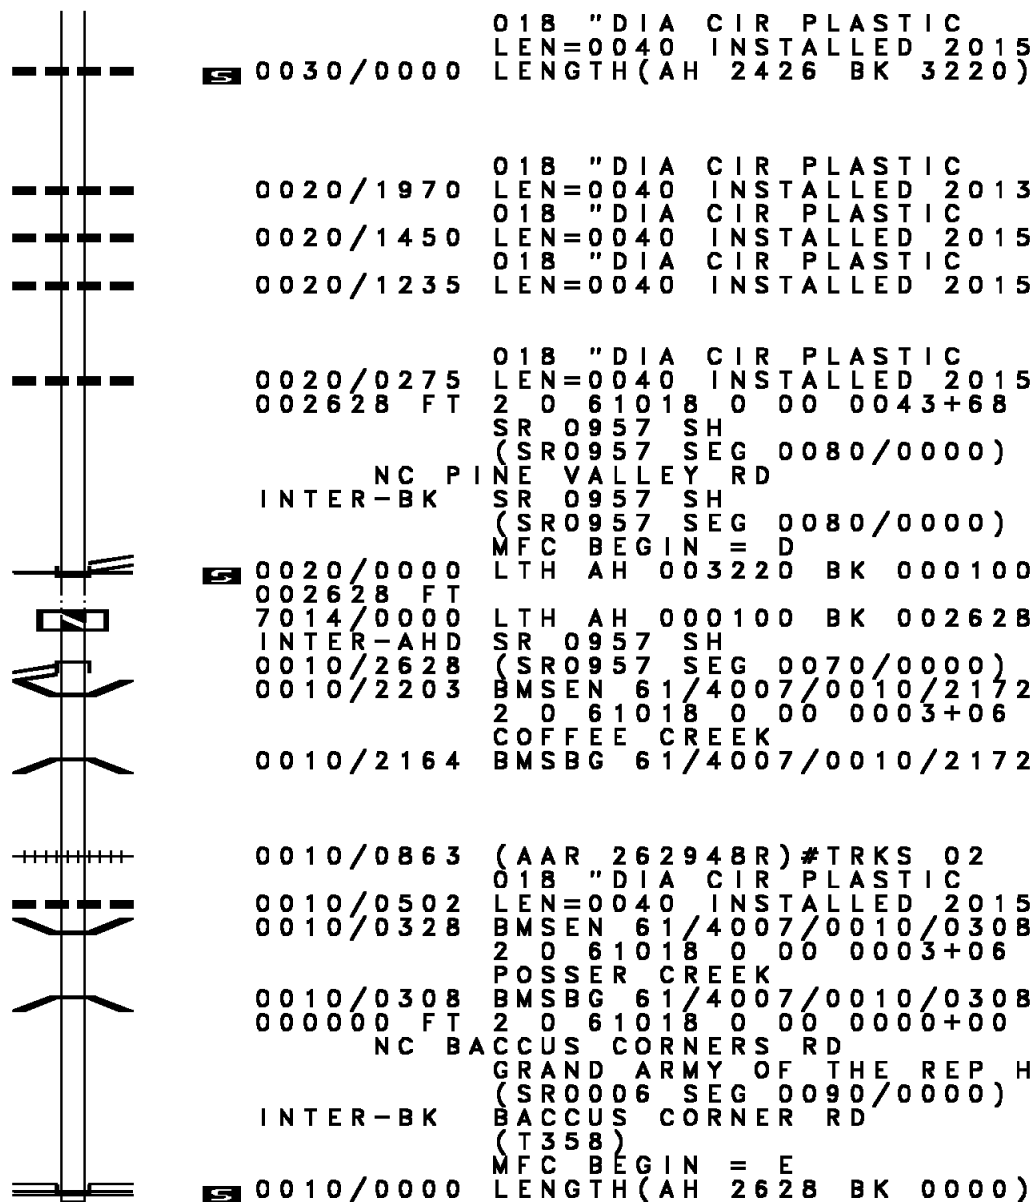 018 "DIA CIR PLASTIC
LEN=0040 INSTALLED 2015
S 0030/0000 LENGTH(AH 2426 BK 3220)
018 "DIA CIR PLASTIC
0020/1970 LEN=0040 INSTALLED 2013
018 "DIA CIR PLASTIC
0020/1450 LEN=0040 INSTALLED 2015
018 "DIA CIR PLASTIC
0020/1235 LEN=0040 INSTALLED 2015
018 "DIA CIR PLASTIC
0020/0275 LEN=0040 INSTALLED 2015
002628 FT 2 0 61018 0 00 0043+68
SR 0957 SH
(SR0957 SEG 0080/0000)
NC PINE VALLEY RD
INTER-BK SR 0957 SH
(SR0957 SEG 0080/0000)
MFC BEGIN = D
S 0020/0000 LTH AH 003220 BK 000100
002628 FT
7014/0000 LTH AH 000100 BK 002628
INTER-AHD SR 0957 SH
0010/2628 (SR0957 SEG 0070/0000)
0010/2203 BMSEN 61/4007/0010/2172
2 0 61018 0 00 0003+06
COFFEE CREEK
0010/2164 BMSBG 61/4007/0010/2172
0010/0863 (AAR 262948R)#TRKS 02
018 "DIA CIR PLASTIC
0010/0502 LEN=0040 INSTALLED 2015
0010/0328 BMSEN 61/4007/0010/0308
2 0 61018 0 00 0003+06
POSSER CREEK
0010/0308 BMSBG 61/4007/0010/0308
000000 FT 2 0 61018 0 00 0000+00
NC BACCUS CORNERS RD
GRAND ARMY OF THE REP H
(SR0006 SEG 0090/0000)
INTER-BK BACCUS CORNER RD
(T358)
MFC BEGIN = E
S 0010/0000 LENGTH(AH 2628 BK 0000)